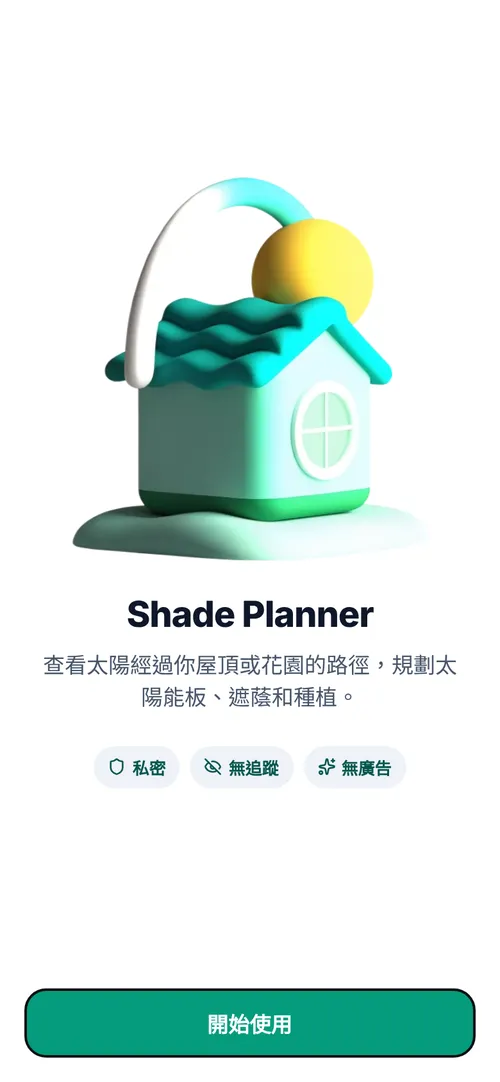 Shade Planner
查看太陽經過你屋頂或花園的路徑，規劃太
陽能板、遮蔭和種植。
私密
無追蹤
無廣告
開始使用